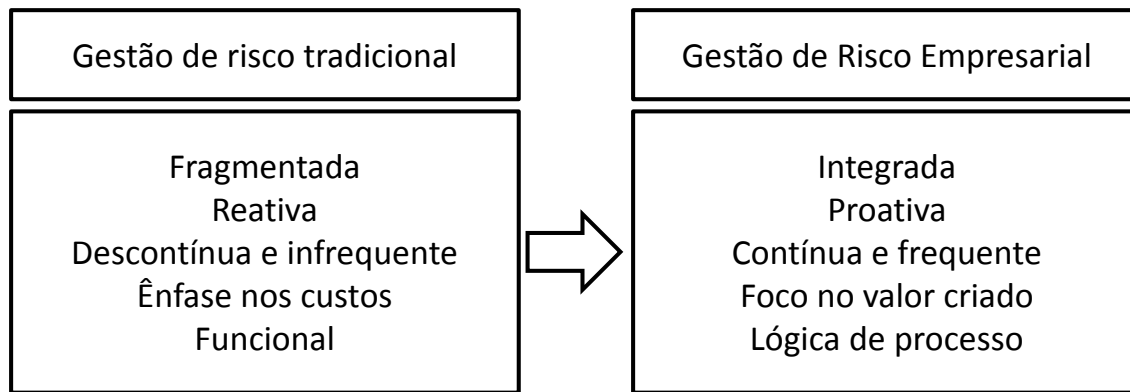 Gestão de risco tradicional
Fragmentada
Reativa
Descontínua e infrequente
Ênfase nos custos
Funcional
Gestão de Risco Empresarial
Integrada
Proativa
Contínua e frequente
Foco no valor criado
Lógica de processo